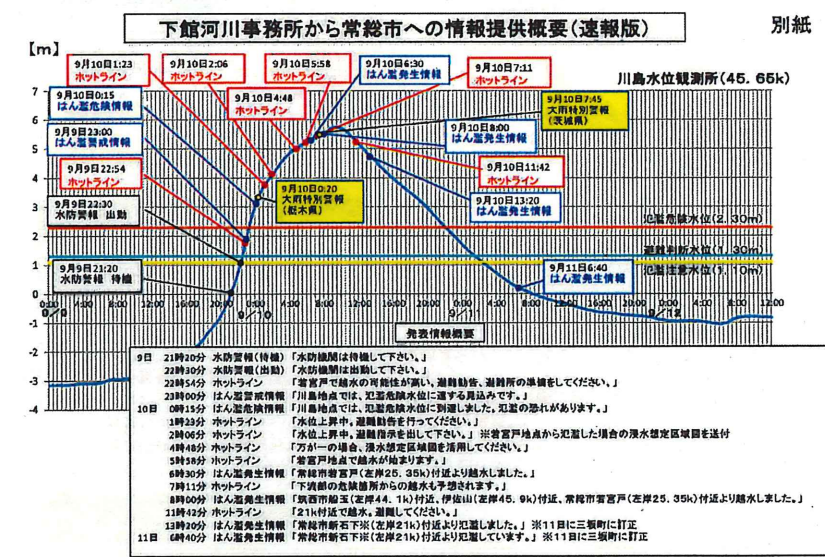 下館河川事務所から常総市への情報提供概要(速報版)
別紙
【m】
川島水位観測所(45.65k)
9月10日1:23
ホットライン
9月10日2:06
ホットライン
9月10日5:58
ホットライン
9月10日6:30
はん濫発生情報
9月10日7:11
ホットライン
9月10日0:15
はん濫危険情報
9月10日4:48
ホットライン
9月10日7:45
大雨特別警報
(茨城県)
9月9日23:00
はん濫警戒情報
9月10日8:00
はん濫発生情報
9月9日22:54
ホットライン
9月10日11:42
ホットライン
9月9日22:30
水防警報 出動
9月10日0:20
大雨特別警報
(栃木県)
9月10日13:20
はん濫発生情報
氾濫危険水位(2.30m)
避難判断水位(1.30m)
氾濫注意水位(1.10m)
9月9日21:20
水防警報 待機
9月11日6:40
はん濫発生情報
7
6
5
4
3
2
1
0
-1
-2
-3
-4
0:00 4:00 8:00 12:00 16:00 20:00 0:00 4:00 8:00 12:00 16:00 20:00 0:00 4:00 8:00 12:00 16:00 20:00 0:00 4:00 8:00 12:00
9/9 9/10 9/11 9/12
発表情報概要
9日 21時20分 水防警報(待機) 「水防機関は待機して下さい。」
22時30分 水防警報(出動) 「水防機関は出動して下さい。」
22時54分 ホットライン 「若宮戸で越水の可能性が高い。避難勧告、避難所の準備をしてください。」
23時00分 はん濫警戒情報 「川島地点では、氾濫危険水位に達する見込みです。」
10日 0時15分 はん濫危険情報 「川島地点では、氾濫危険水位に到達しました。氾濫の恐れがあります。」
1時23分 ホットライン 「水位上昇中。避難勧告を行ってください。」
2時06分 ホットライン 「水位上昇中。避難指示を出して下さい。」 ※若宮戸地点から氾濫した場合の浸水想定区域図を送付
4時48分 ホットライン 「万が一の場合、浸水想定区域図を活用してください。」
5時58分 ホットライン 「若宮戸地点で越水が始まります。」
6時30分 はん濫発生情報 「常総市若宮戸(左岸25.35k)付近より越水しました。」
7時11分 ホットライン 「下流部の危険箇所からの越水も予想されます。」
8時00分 はん濫発生情報 「筑西市船玉(左岸44.1k)付近、伊佐山(左岸45.9k)付近、常総市若宮戸(左岸25.35k)付近より越水しました。」
11時42分 ホットライン 「21k付近で越水。避難してください。」
13時20分 はん濫発生情報 「常総市新石下※(左岸21k)付近より氾濫しました。」 ※11日に三坂町に訂正
11日 6時40分 はん濫発生情報 「常総市新石下※(左岸21k)付近より氾濫しています。」 ※11日に三坂町に訂正